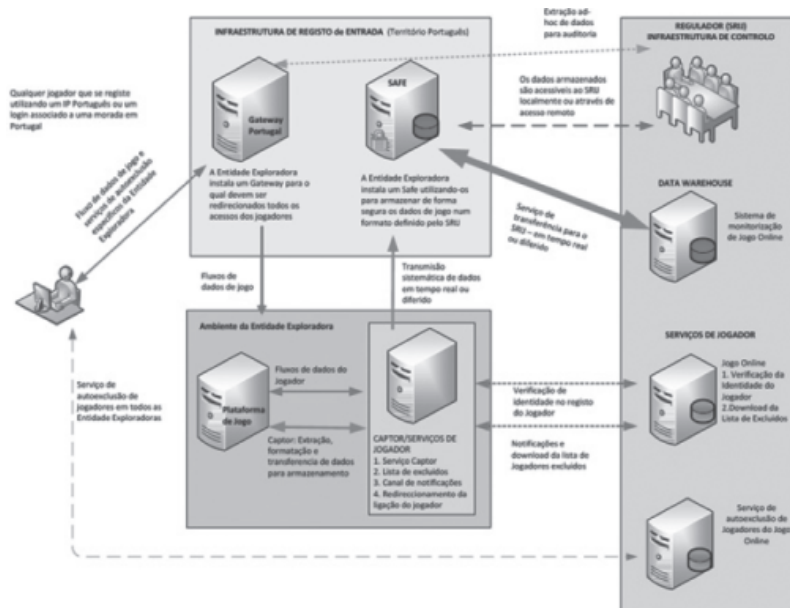 INFRAESTRUTURA DE REGISTO de ENTRADA (Território Português)
Extração ad-
hoc de dados
para auditoria
REGULADOR (SRIJ)
INFRAESTRUTURA DE CONTROLO
Qualquer jogador que se registe
utilizando um IP Português ou um
login associado a uma morada em
Portugal
Gateway
Portugal
SAFE
Os dados armazenados
são acessíveis ao SRIJ
localmente ou através de
acesso remoto
Fluxo de dados de jogo e
serviços de autoexclusão
específicos da Entidade
Exploradora
A Entidade Exploradora
instala um Gateway para o
qual devem ser
redirecionados todos os
acessos dos jogadores
A Entidade Exploradora
instala um Safe utilizando-os
para armazenar de forma
segura os dados de jogo num
formato definido pelo SRIJ
Serviço de
transferência para o
SRIJ – em tempo real
ou diferido
DATA WAREHOUSE
Sistema de
monitorização
de Jogo Online
Fluxos de
dados de jogo
Transmissão
sistemática de dados
em tempo real ou
diferido
Ambiente da Entidade Exploradora
Fluxos de dados do
Jogador
Plataforma
de Jogo
Captor: Extração,
formatação e
transferencia de dados
para armazenamento
CAPTOR/SERVIÇOS DE
JOGADOR
1. Serviço Captor
2. Lista de excluídos
3. Canal de notificações
4. Redireccionamento da
ligação do jogador
Serviço de
autoexclusão de
jogadores em todos as
Entidade Exploradoras
Verificação de
identidade no registo
do Jogador
Notificações e
download da lista de
Jogadores excluídos
SERVIÇOS DE JOGADOR
Jogo Online
1. Verificação da
Identidade do
Jogador
2.Download da
Lista de Excluídos
Serviço de
autoexclusão de
Jogadores do Jogo
Online